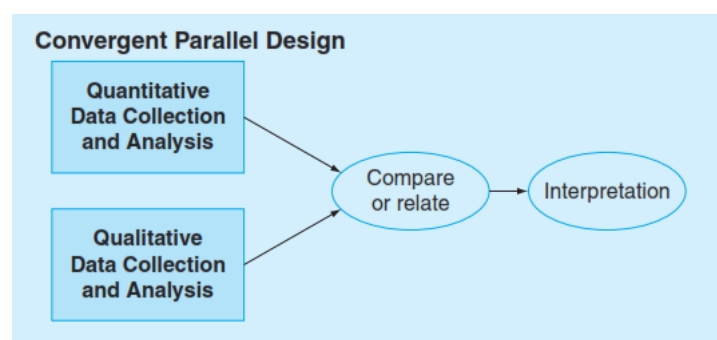 Convergent Parallel Design
Quantitative
Data Collection
and Analysis
Qualitative
Data Collection
and Analysis
Compare
or relate
Interpretation